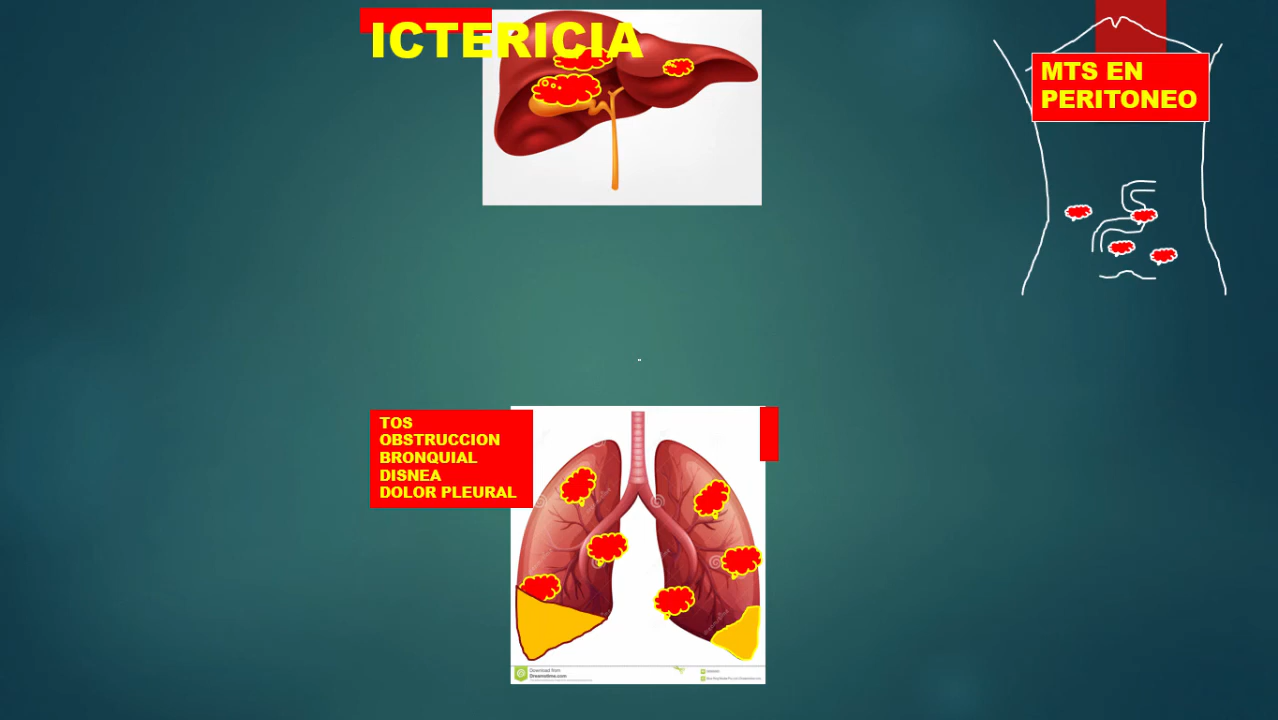 ICTERICIA
MTS EN
PERITONEO
TOS
OBSTRUCCION
BRONQUIAL
DISNEA
DOLOR PLEURAL
Download from
Dreamstime.com